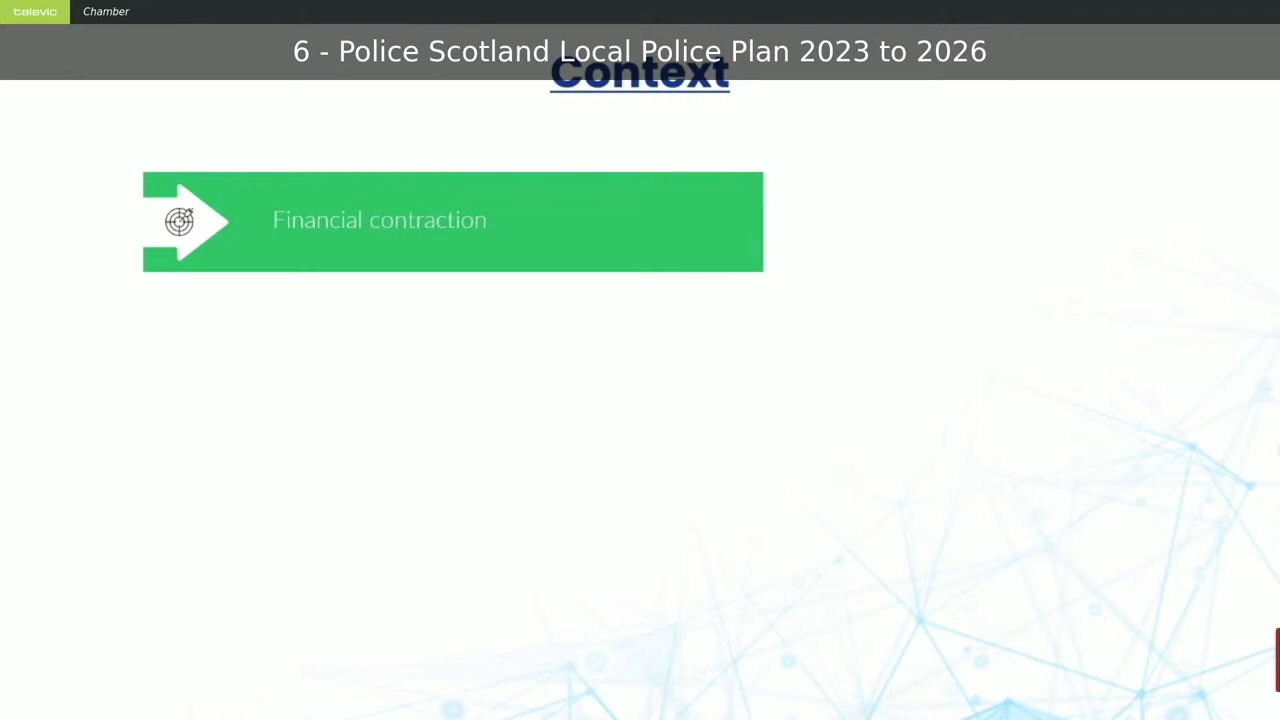 televic Chamber
6 - Police Scotland Local Police Plan 2023 to 2026
Context
Financial contraction